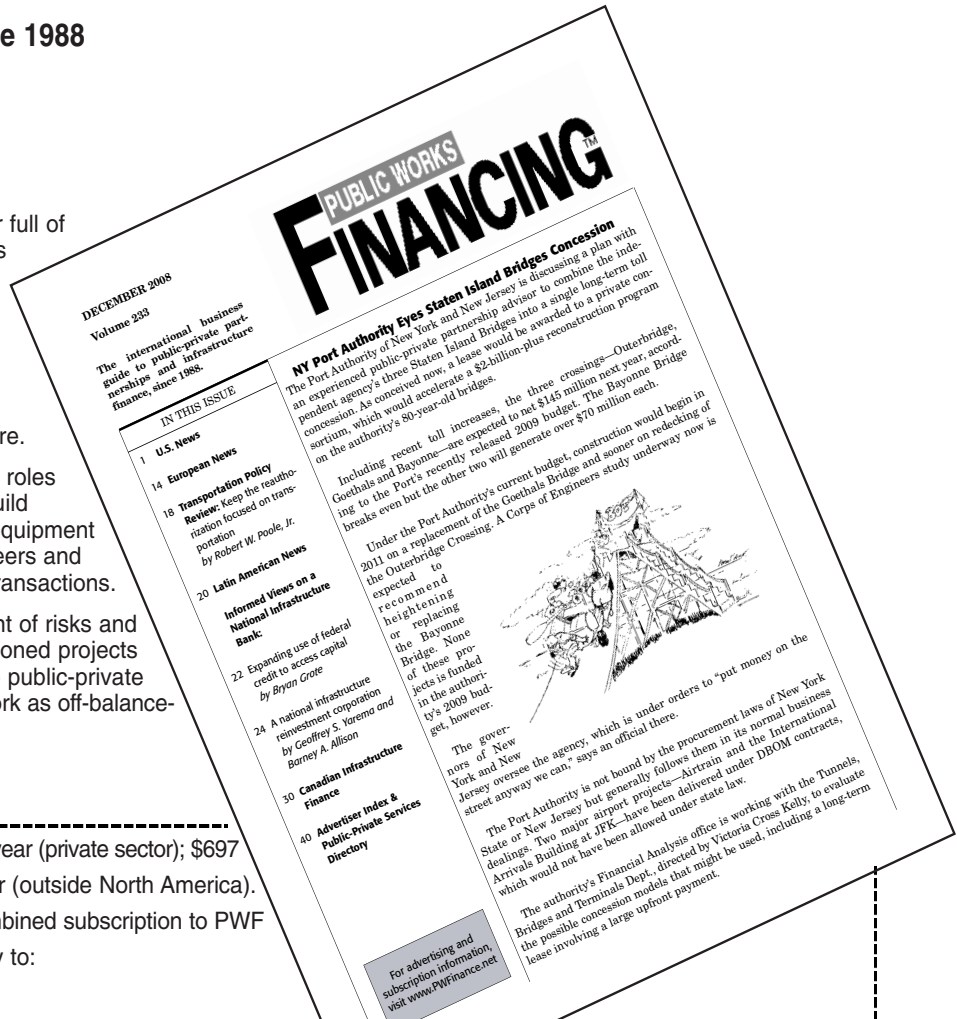 e 1988
r full of
s
re.
roles
uild
quipment
eers and
ransactions.
nt of risks and
oned projects
public-private
rk as off-balance-
year (private sector); $697
r (outside North America).
mbined subscription to PWF
y to:
PUBLIC WORKS
FINANCING™
DECEMBER 2008
Volume 233
The international business
guide to public-private part-
nerships and infrastructure
finance, since 1988.
IN THIS ISSUE
1 U.S. News
14 European News
18 Transportation Policy
Review: Keep the reautho-
rization focused on trans-
portation
by Robert W. Poole, Jr.
20 Latin American News
Informed Views on a
National Infrastructure
Bank:
22 Expanding use of federal
credit to access capital
by Bryan Grote
24 A national infrastructure
reinvestment corporation
by Geoffrey S. Yarema and
Barney A. Allison
30 Canadian Infrastructure
Finance
40 Advertiser Index &
Public-Private Services
Directory
For advertising and
subscription information,
visit www.PWFinance.net
NY Port Authority Eyes Staten Island Bridges Concession
The Port Authority of New York and New Jersey is discussing a plan with
an experienced public-private partnership advisor to combine the inde-
pendent agency's three Staten Island Bridges into a single long-term toll
concession. As conceived now, a lease would be awarded to a private con-
sortium, which would accelerate a $2-billion-plus reconstruction program
on the authority's 80-year-old bridges.
Including recent toll increases, the three crossings—Outerbridge,
Goethals and Bayonne—are expected to net $145 million next year, accord-
ing to the Port's recently released 2009 budget. The Bayonne Bridge
breaks even but the other two will generate over $70 million each.
Under the Port Authority's current budget, construction would begin in
2011 on a replacement of the Goethals Bridge and sooner on redecking of
the Outerbridge Crossing. A Corps of Engineers study underway now is
expected to
recommend
heightening
or replacing
the Bayonne
Bridge. None
of these pro-
jects is funded
in the authori-
ty's 2009 bud-
get, however.
The gover-
nors of New
York and New
Jersey oversee the agency, which is under orders to "put money on the
street anyway we can," says an official there.
The Port Authority is not bound by the procurement laws of New York
State or New Jersey but generally follows them in its normal business
dealings. Two major airport projects—Airtrain and the International
Arrivals Building at JFK—have been delivered under DBOM contracts,
which would not have been allowed under state law.
The authority's Financial Analysis office is working with the Tunnels,
Bridges and Terminals Dept., directed by Victoria Cross Kelly, to evaluate
the possible concession models that might be used, including a long-term
lease involving a large upfront payment.